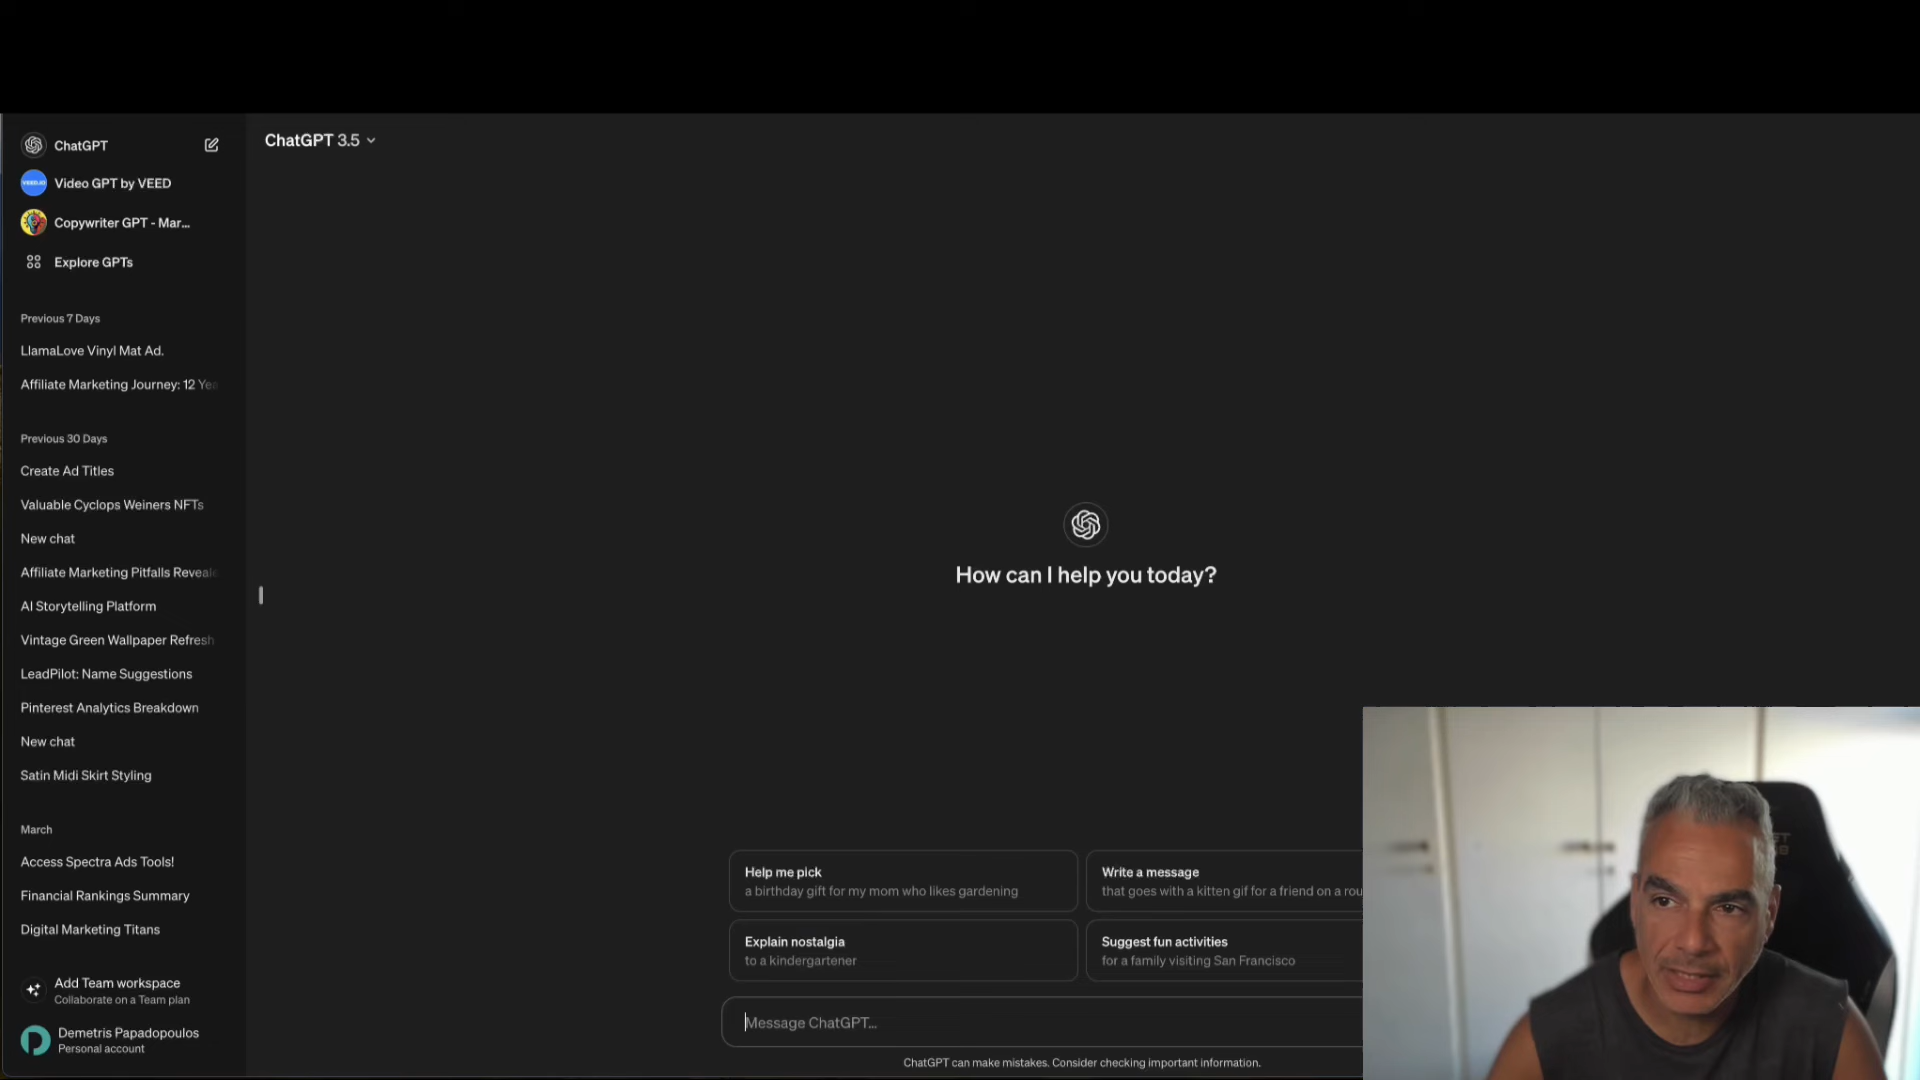 ChatGPT
Video GPT by VEED
Copywriter GPT - Mar...
Explore GPTs
Previous 7 Days
LlamaLove Vinyl Mat Ad.
Affiliate Marketing Journey: 12 Yea
Previous 30 Days
Create Ad Titles
Valuable Cyclops Weiners NFTs
New chat
Affiliate Marketing Pitfalls Reveale
AI Storytelling Platform
Vintage Green Wallpaper Refresh
LeadPilot: Name Suggestions
Pinterest Analytics Breakdown
New chat
Satin Midi Skirt Styling
March
Access Spectra Ads Tools!
Financial Rankings Summary
Digital Marketing Titans
Add Team workspace
Collaborate on a Team plan
Demetris Papadopoulos
Personal account
ChatGPT 3.5
How can I help you today?
Help me pick
a birthday gift for my mom who likes gardening
Write a message
that goes with a kitten gif for a friend on a rou
Explain nostalgia
to a kindergartener
Suggest fun activities
for a family visiting San Francisco
Message ChatGPT...
ChatGPT can make mistakes. Consider checking important information.